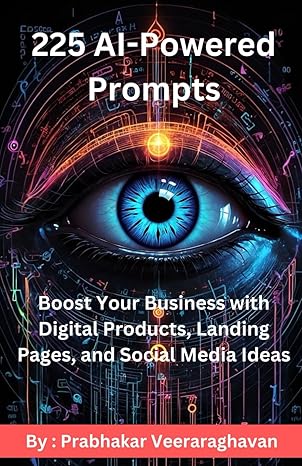 225 AI-Powered
Prompts
Boost Your Business with
Digital Products, Landing
Pages, and Social Media Ideas
By : Prabhakar Veeraraghavan